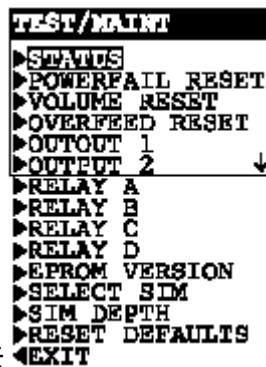 TEST/MAINT
▶STATUS
▶POWERFAIL RESET
▶VOLUME RESET
▶OVERFEED RESET
▶OUTOUT 1
▶OUTPUT 2 ↓
▶RELAY A
▶RELAY B
▶RELAY C
▶RELAY D
▶EPROM VERSION
▶SELECT SIM
▶SIM DEPTH
▶RESET DEFAULTS
◀EXIT